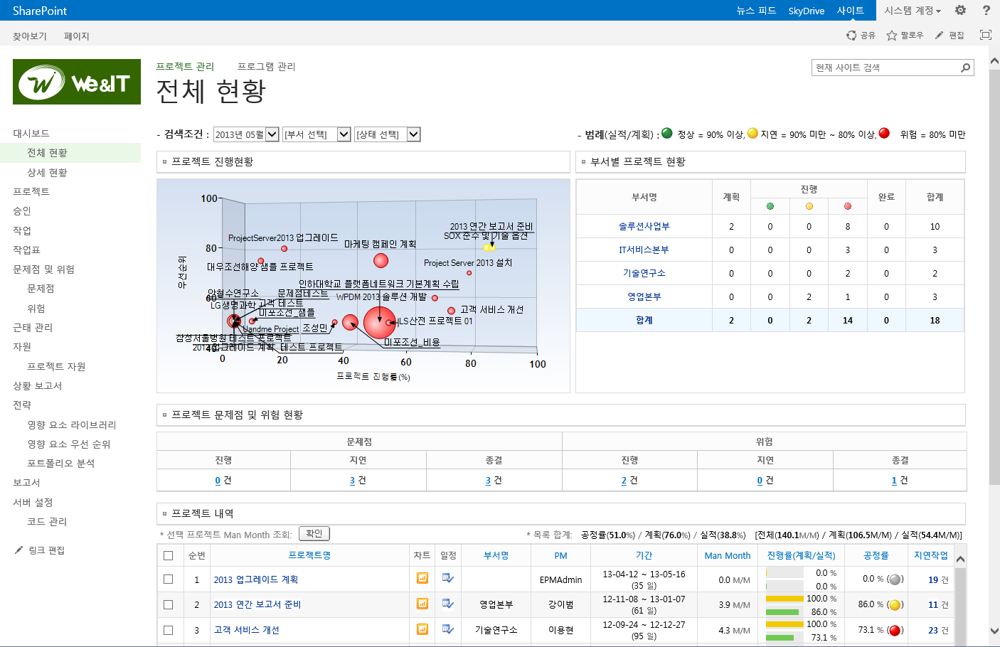 SharePoint
뉴스 피드 SkyDrive 사이트 시스템 계정 ?
찾아보기 페이지
공유 팔로우 편집
We&IT
프로젝트 관리 프로그램 관리
현재 사이트 검색
전체 현황
대시보드
전체 현황
상세 현황
프로젝트
승인
작업
작업표
문제점 및 위험
문제점
위험
근태 관리
자원
프로젝트 자원
상황 보고서
전략
영향 요소 라이브러리
영향 요소 우선 순위
포트폴리오 분석
보고서
서버 설정
코드 관리
링크 편집
- 검색조건 : 2013년 05월 [부서 선택] [상태 선택]
- 범례(실적/계획) : 정상 = 90% 이상, 지연 = 90% 미만 ~ 80% 이상, 위험 = 80% 미만
프로젝트 진행현황
100
80
60
40
우선순위
2013 연간 보고서 준비
SOX 준수 및 기술 옵션
ProjectServer2013 업그레이드
마케팅 캠페인 계획
대우조선해양 샘플 프로젝트
Project Server 2013 설치
인하대학교 플랫폼네트워크 기본계획 수립
안철수연구소 문제점테스트
WPDM 2013 솔루션 개발
LG생명과학 고객 테스트
미포조선_샘플
고객 서비스 개선
LS산전 프로젝트 01
Uandme Project 조성민
삼성서울병원 테스트 프로젝트
미포조선_비용
2013 업그레이드 계획 테스트 프로젝트
0 20 40 60 80 100
프로젝트 진행률(%)
부서별 프로젝트 현황
부서명 계획 진행 완료 합계
솔루션사업부 2 0 0 8 0 10
IT서비스본부 0 0 0 3 0 3
기술연구소 0 0 0 2 0 2
영업본부 0 0 2 1 0 3
합계 2 0 2 14 0 18
프로젝트 문제점 및 위험 현황
문제점 위험
진행 지연 종결 진행 지연 종결
0 건 3 건 3 건 2 건 0 건 1 건
프로젝트 내역
* 선택 프로젝트 Man Month 조회: 확인
* 목록 합계: 공정률(51.0%) / 계획(76.0%) / 실적(38.8%) [전체(140.1M/M) / 계획(106.5M/M) / 실적(54.4M/M)]
순번 프로젝트명 차트 일정 부서명 PM 기간 Man Month 진행률(계획/실적) 공정률 지연작업
1 2013 업그레이드 계획 EPMAdmin 13-04-12 ~ 13-05-16 (35 일) 0.0 M/M 0.0 % 0.0 % 0.0 % ( ) 19 건
2 2013 연간 보고서 준비 영업본부 강이범 12-11-08 ~ 13-01-07 (61 일) 3.9 M/M 100.0 % 86.0 % 86.0 % ( ) 11 건
3 고객 서비스 개선 기술연구소 이용현 12-09-24 ~ 12-12-27 (95 일) 4.3 M/M 100.0 % 73.1 % 73.1 % ( ) 23 건